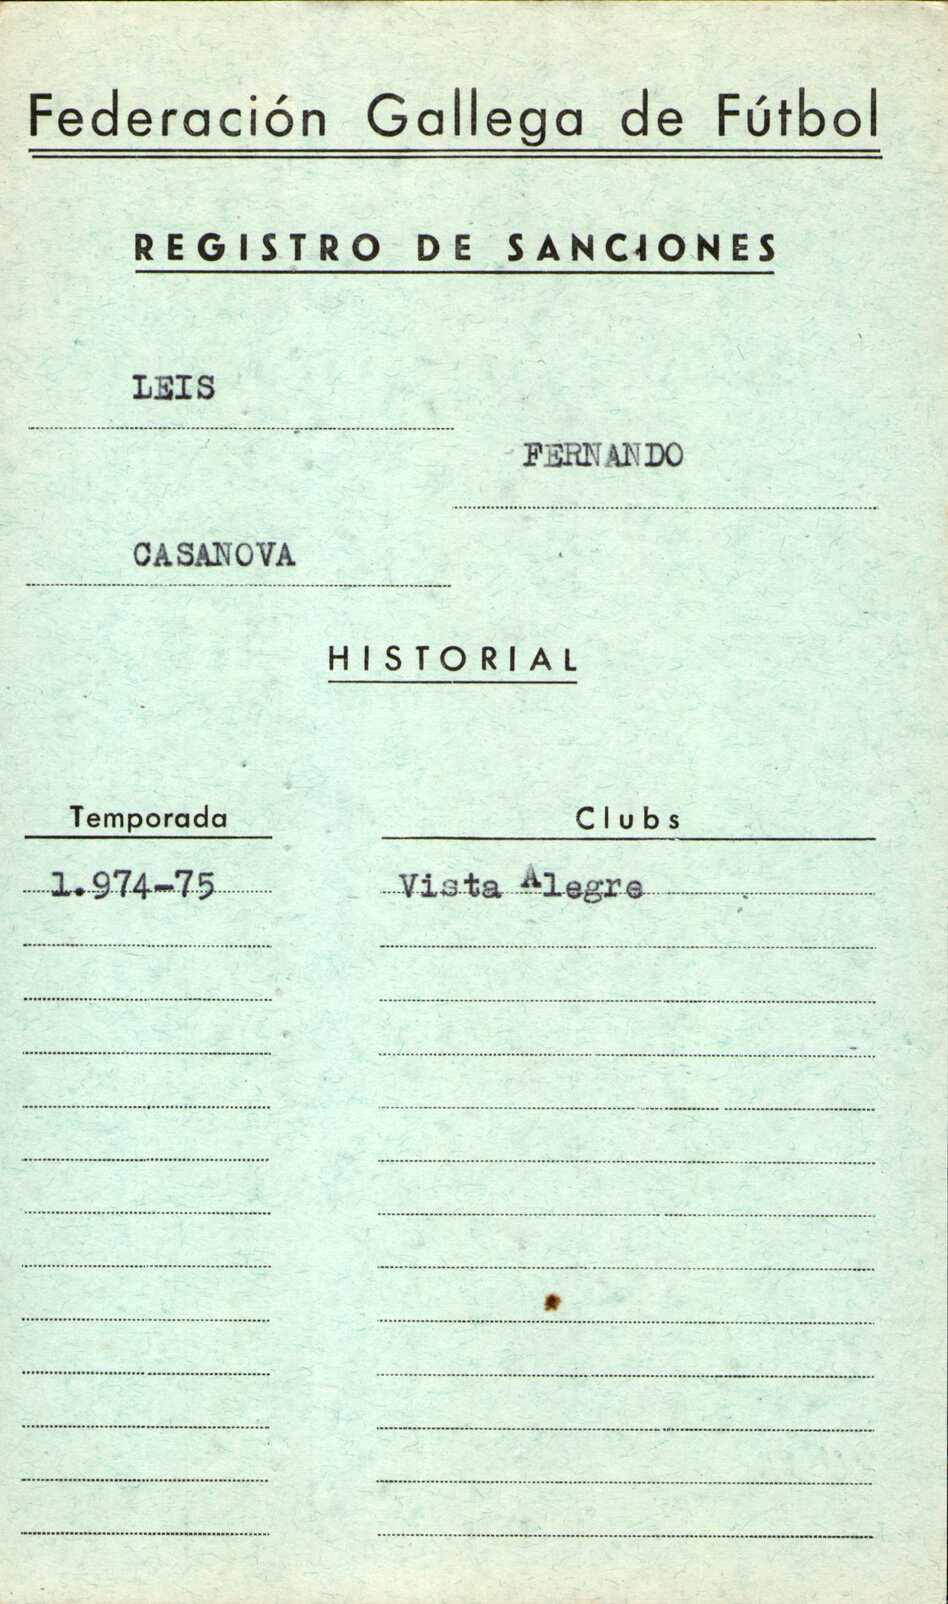 Federación Gallega de Fútbol
REGISTRO DE SANCIONES
LEIS
FERNANDO
CASANOVA
HISTORIAL
Temporada Clubs
1.974-75 Vista Alegre